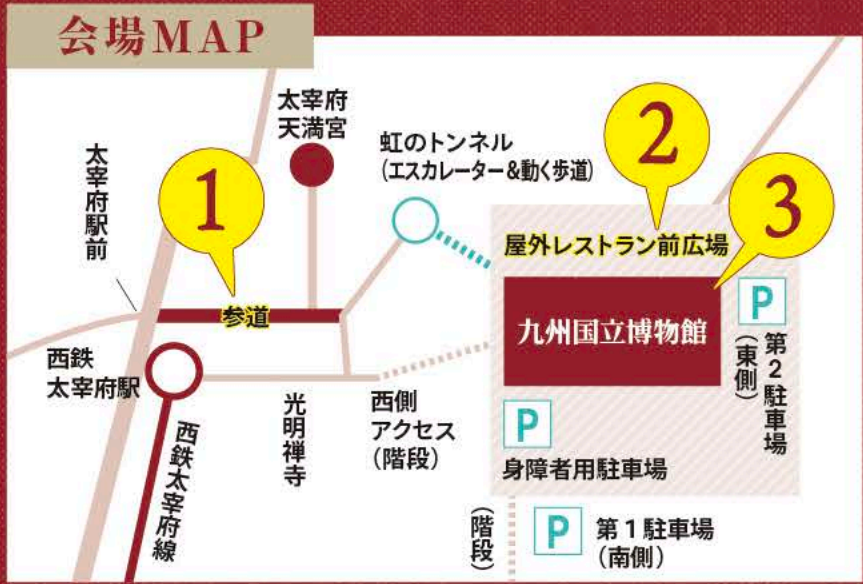 会場MAP
太宰府
天満宮
虹のトンネル
（エスカレーター＆動く歩道）
太宰府駅前
1
2
3
屋外レストラン前広場
参道
九州国立博物館
P
第2駐車場
（東側）
西鉄
太宰府駅
光明禅寺
西側
アクセス
（階段）
P
身障者用駐車場
西鉄太宰府線
（階段）
P
第1駐車場
（南側）